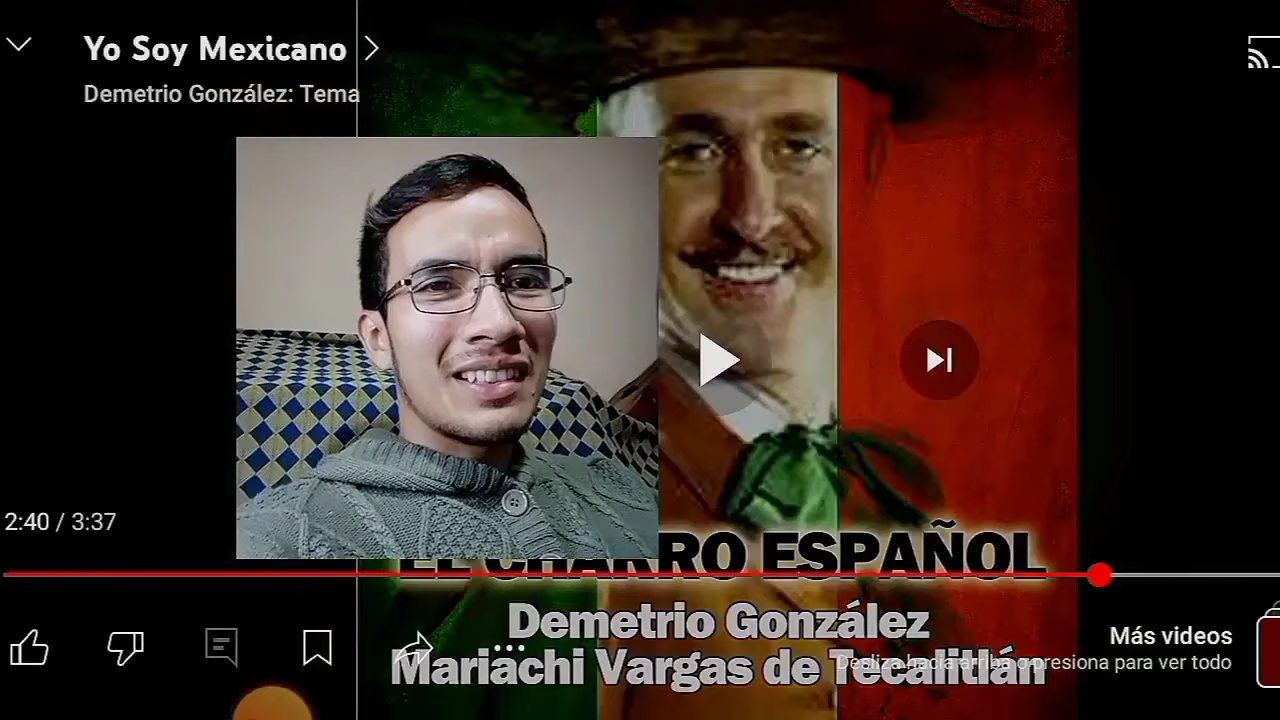 Yo Soy Mexicano
Demetrio González: Tema
2:40 / 3:37
EL CHARRO ESPAÑOL
Demetrio González
Mariachi Vargas de Tecalitlán
Más videos
Desliza hacia arriba o presiona para ver todo